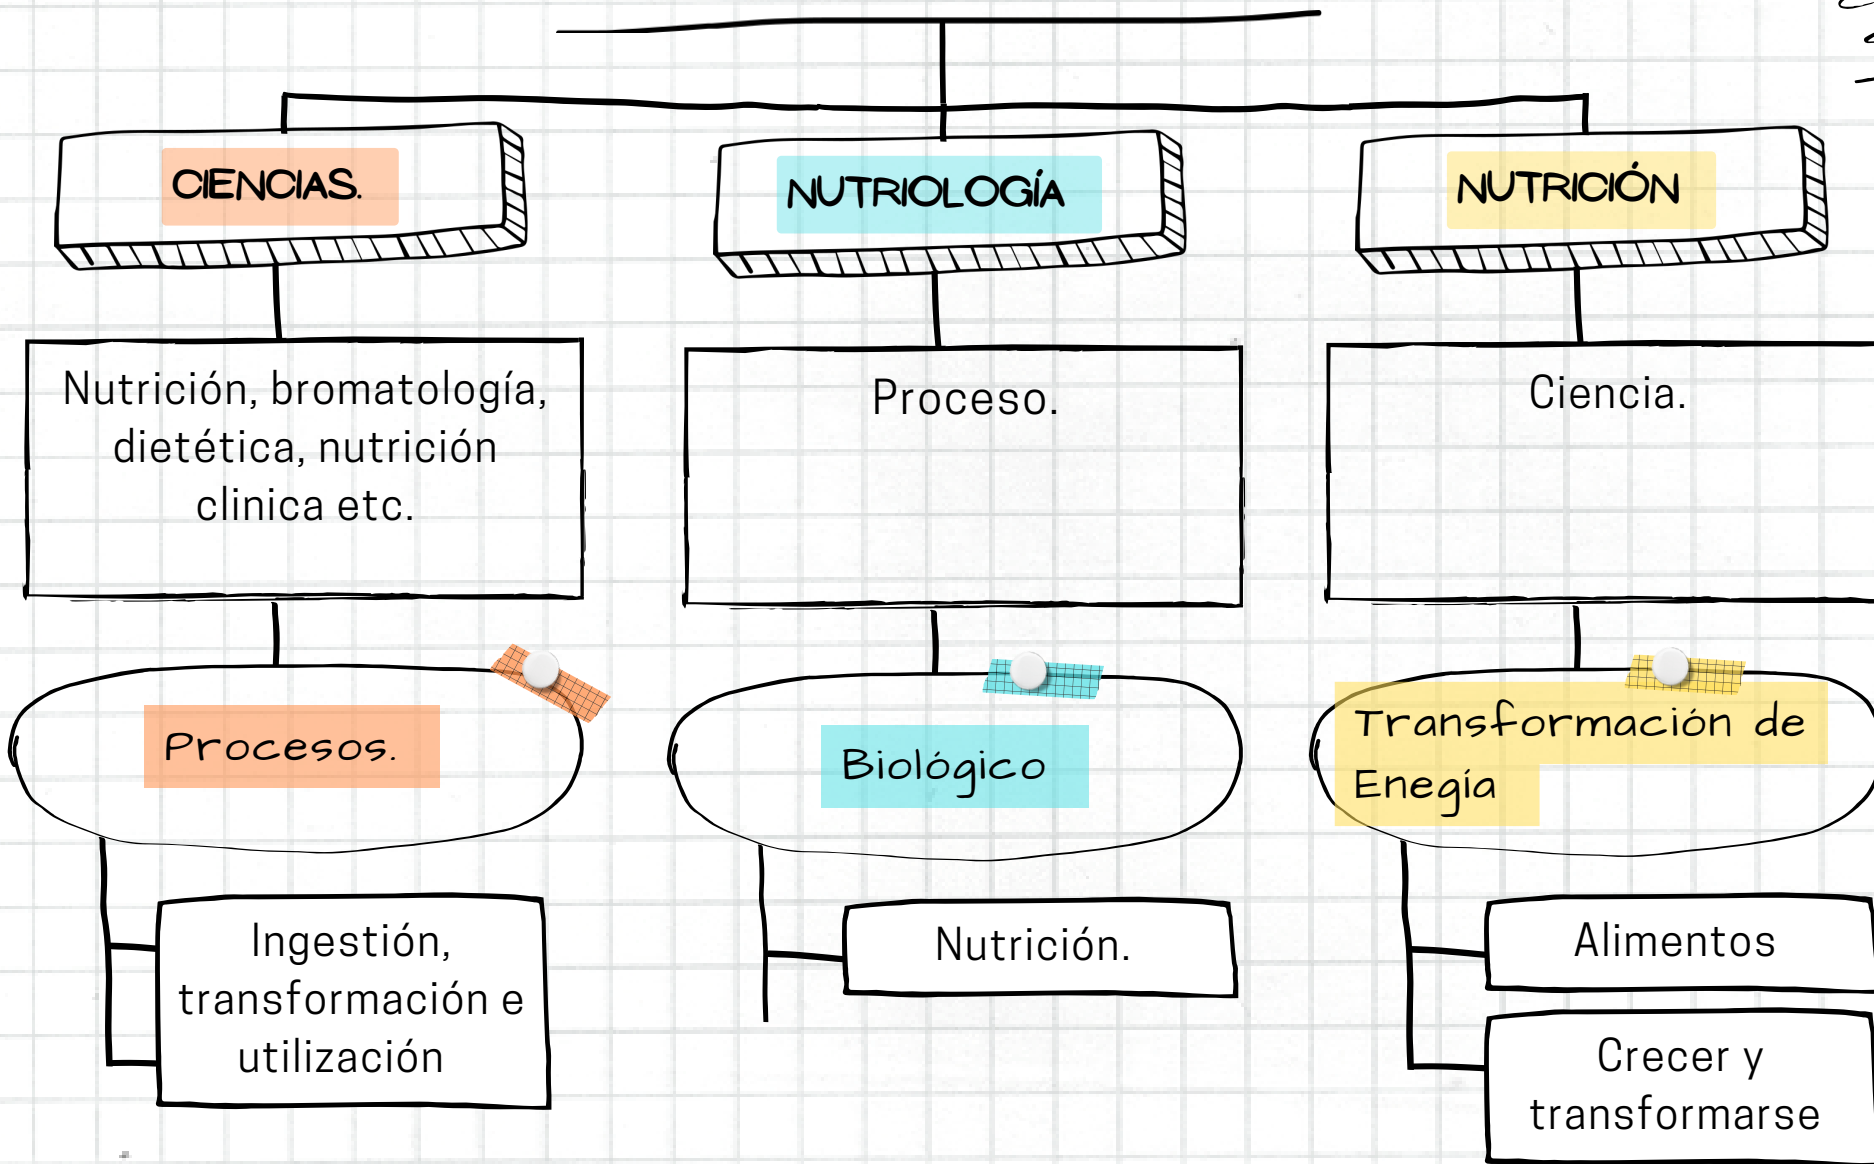 CIENCIAS.
NUTRIOLOGÍA
NUTRICIÓN
Nutrición, bromatología,
dietética, nutrición
clinica etc.
Proceso.
Ciencia.
Procesos.
Biológico
Transformación de
Enegía
Ingestión,
transformación e
utilización
Nutrición.
Alimentos
Crecer y
transformarse